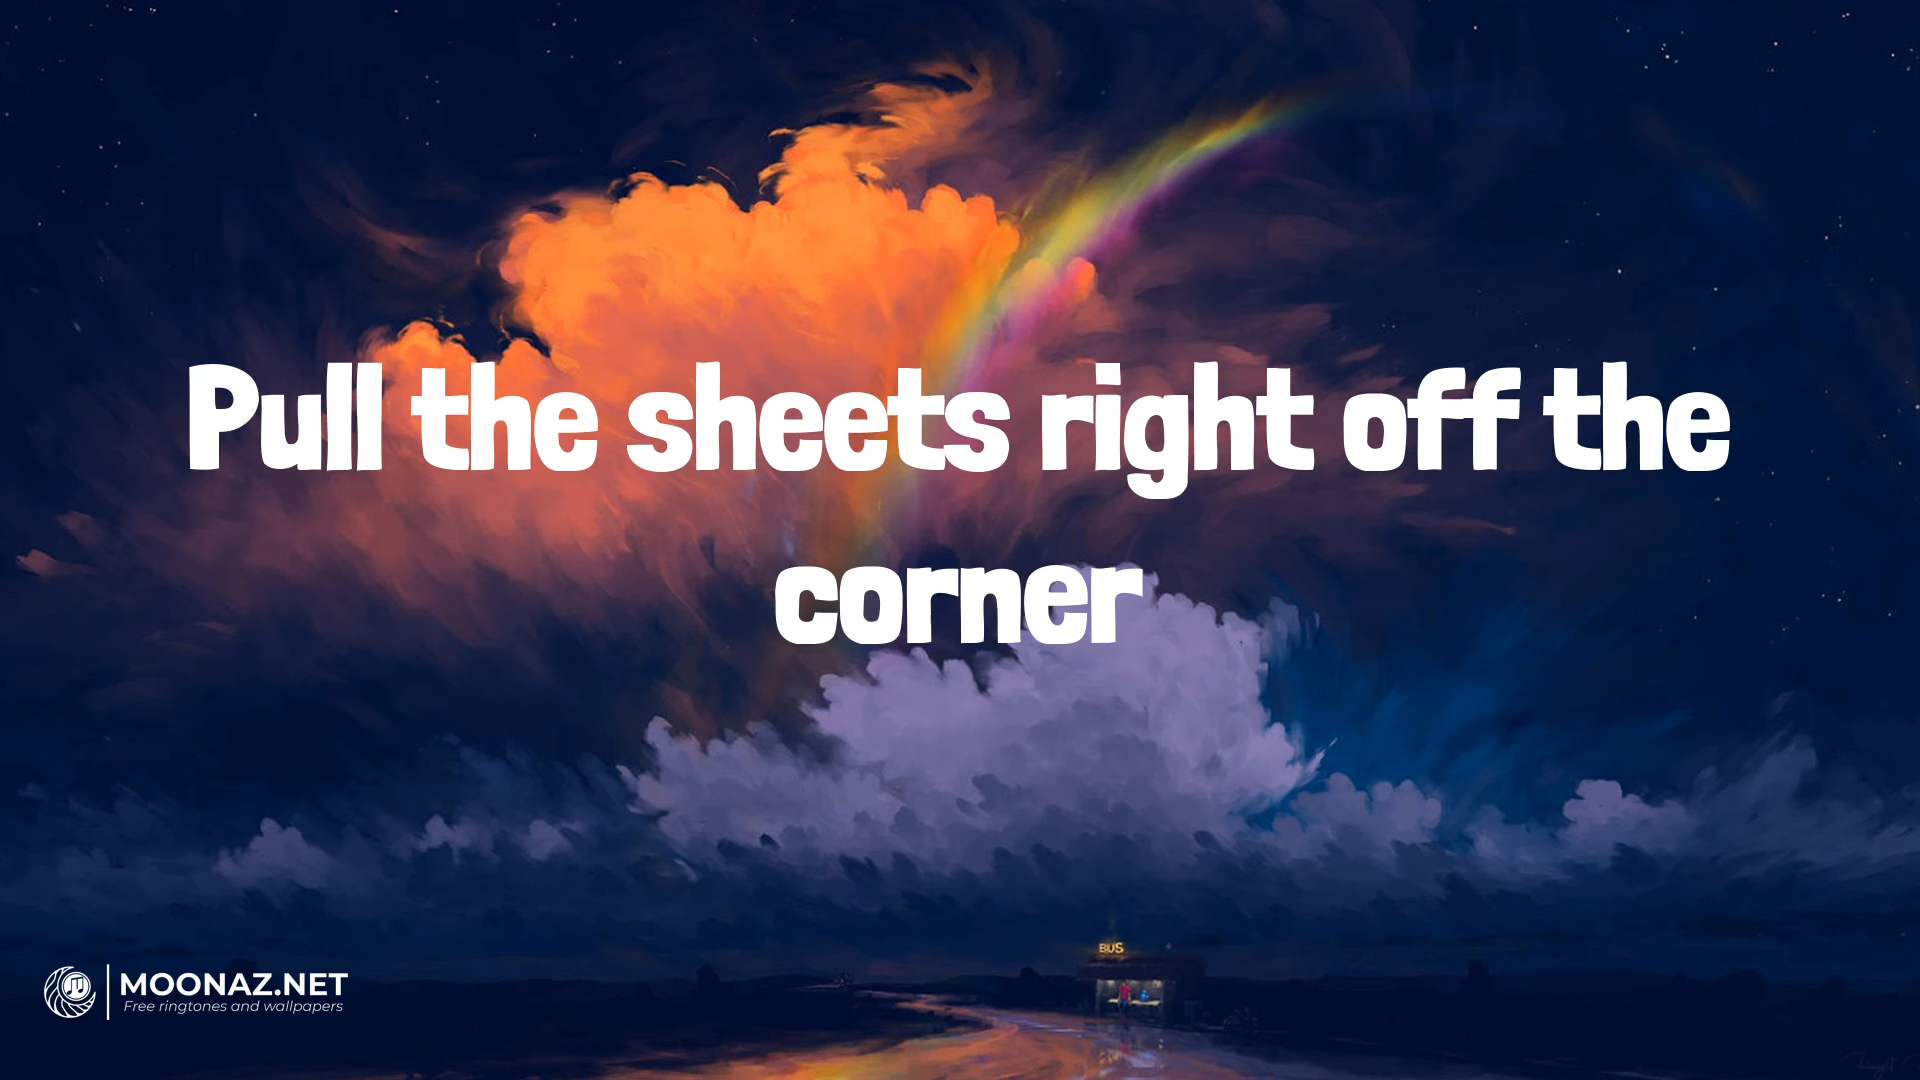 Pull the sheets right off the
corner
BUS
MOONAZ.NET
Free ringtones and wallpapers